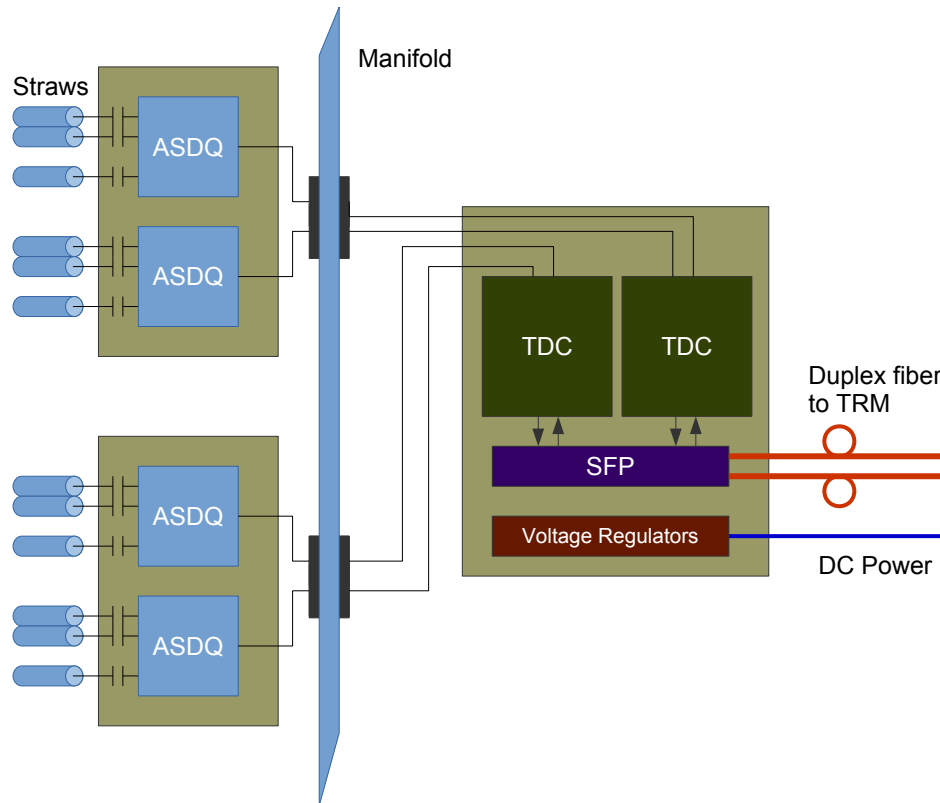 Manifold
Straws
ASDQ
ASDQ
TDC
TDC
Duplex fiber
to TRM
SFP
ASDQ
Voltage Regulators
DC Power
ASDQ